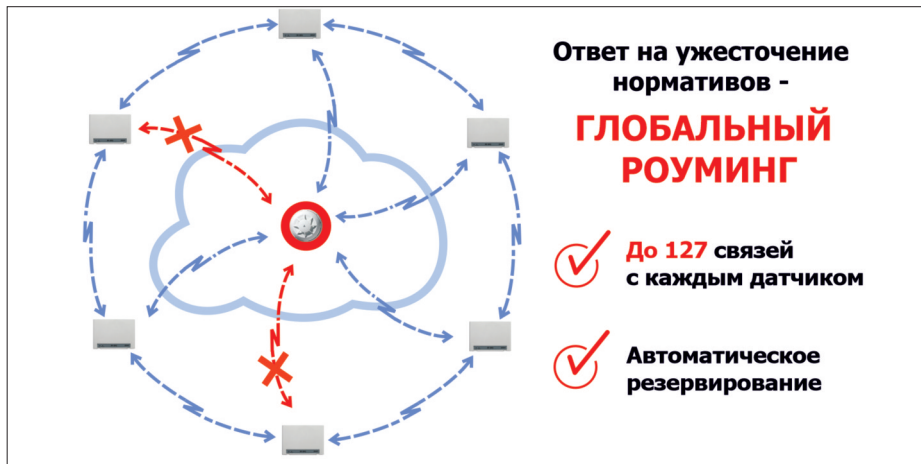 Ответ на ужесточение
нормативов -
ГЛОБАЛЬНЫЙ
РОУМИНГ
До 127 связей
с каждым датчиком
Автоматическое
резервирование